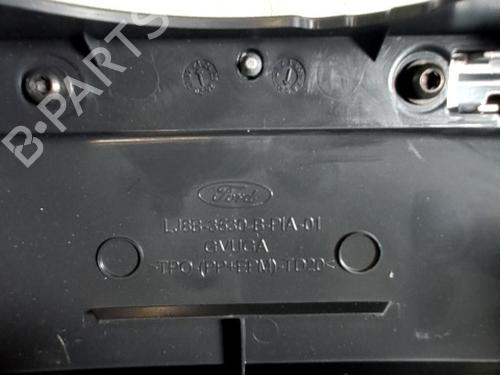 B-PARTS
Ford
LJ8B-3530-B-PIA-01
GVUGA
>TPO (PP+EPM)-TD20<